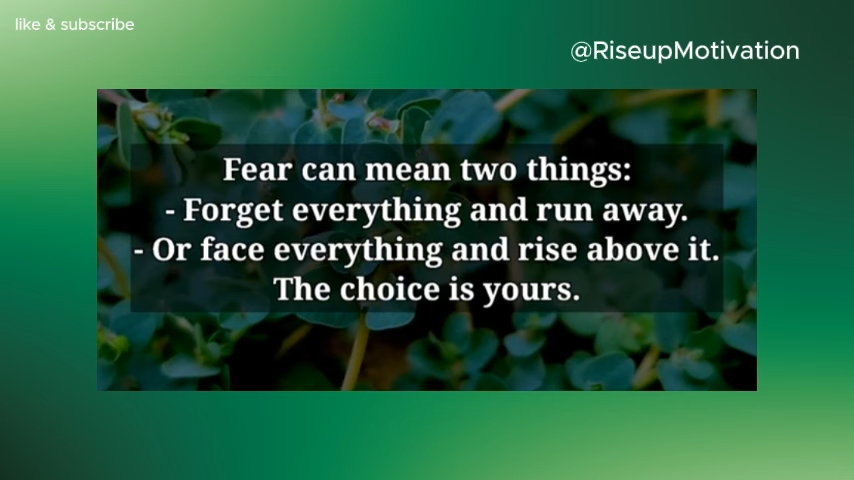 like & subscribe
@RiseupMotivation
Fear can mean two things:
- Forget everything and run away.
- Or face everything and rise above it.
The choice is yours.